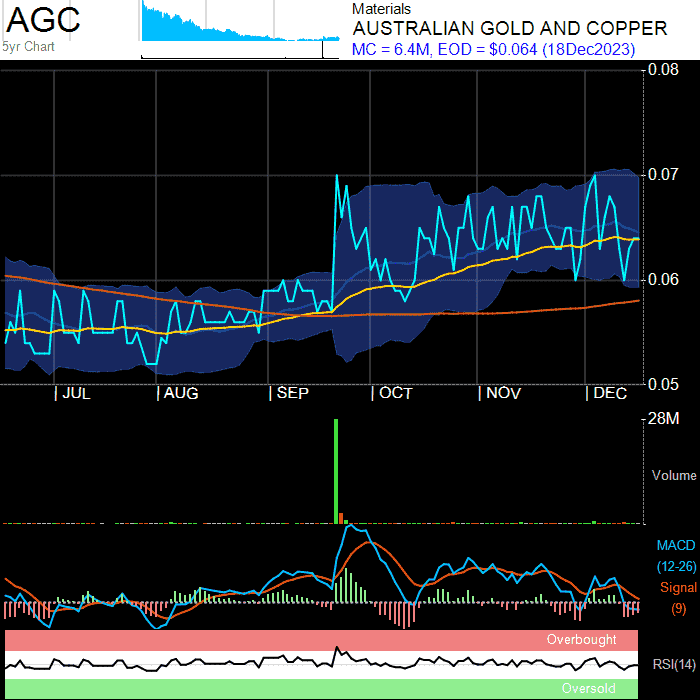 AGC
5yr Chart
Materials
AUSTRALIAN GOLD AND COPPER
MC = 6.4M, EOD = $0.064 (18Dec2023)
0.08
0.07
0.06
0.05
JUL
AUG
SEP
OCT
NOV
DEC
28M
Volume
MACD
(12-26)
Signal
(9)
Overbought
RSI(14)
Oversold